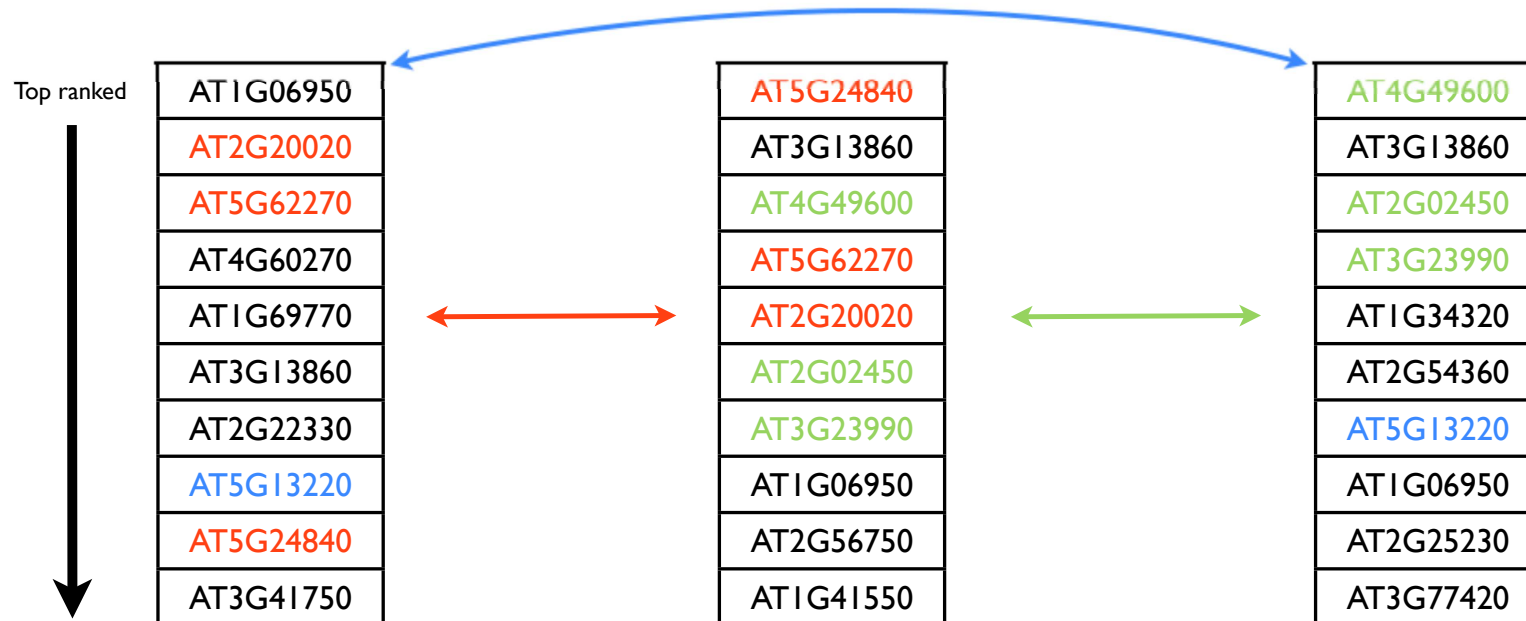 Top ranked AT1G06950 AT5G24840 AT4G49600
AT2G20020 AT3G13860 AT3G13860
AT5G62270 AT4G49600 AT2G02450
AT4G60270 AT5G62270 AT3G23990
AT1G69770 AT2G20020 AT1G34320
AT3G13860 AT2G02450 AT2G54360
AT2G22330 AT3G23990 AT5G13220
AT5G13220 AT1G06950 AT1G06950
AT5G24840 AT2G56750 AT2G25230
AT3G41750 AT1G41550 AT3G77420